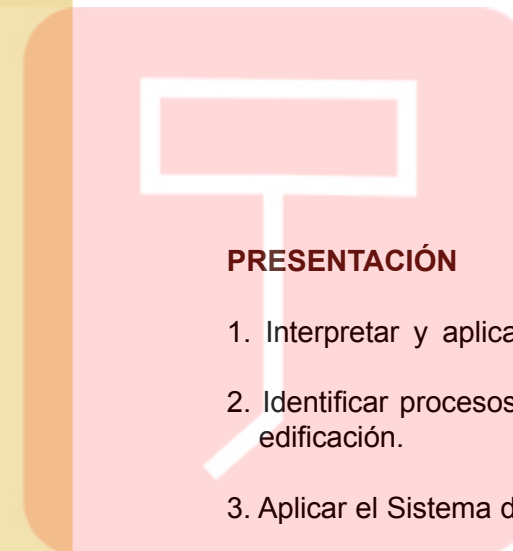 PRESENTACIÓN
1. Interpretar y aplica
2. Identificar procesos
edificación.
3. Aplicar el Sistema d